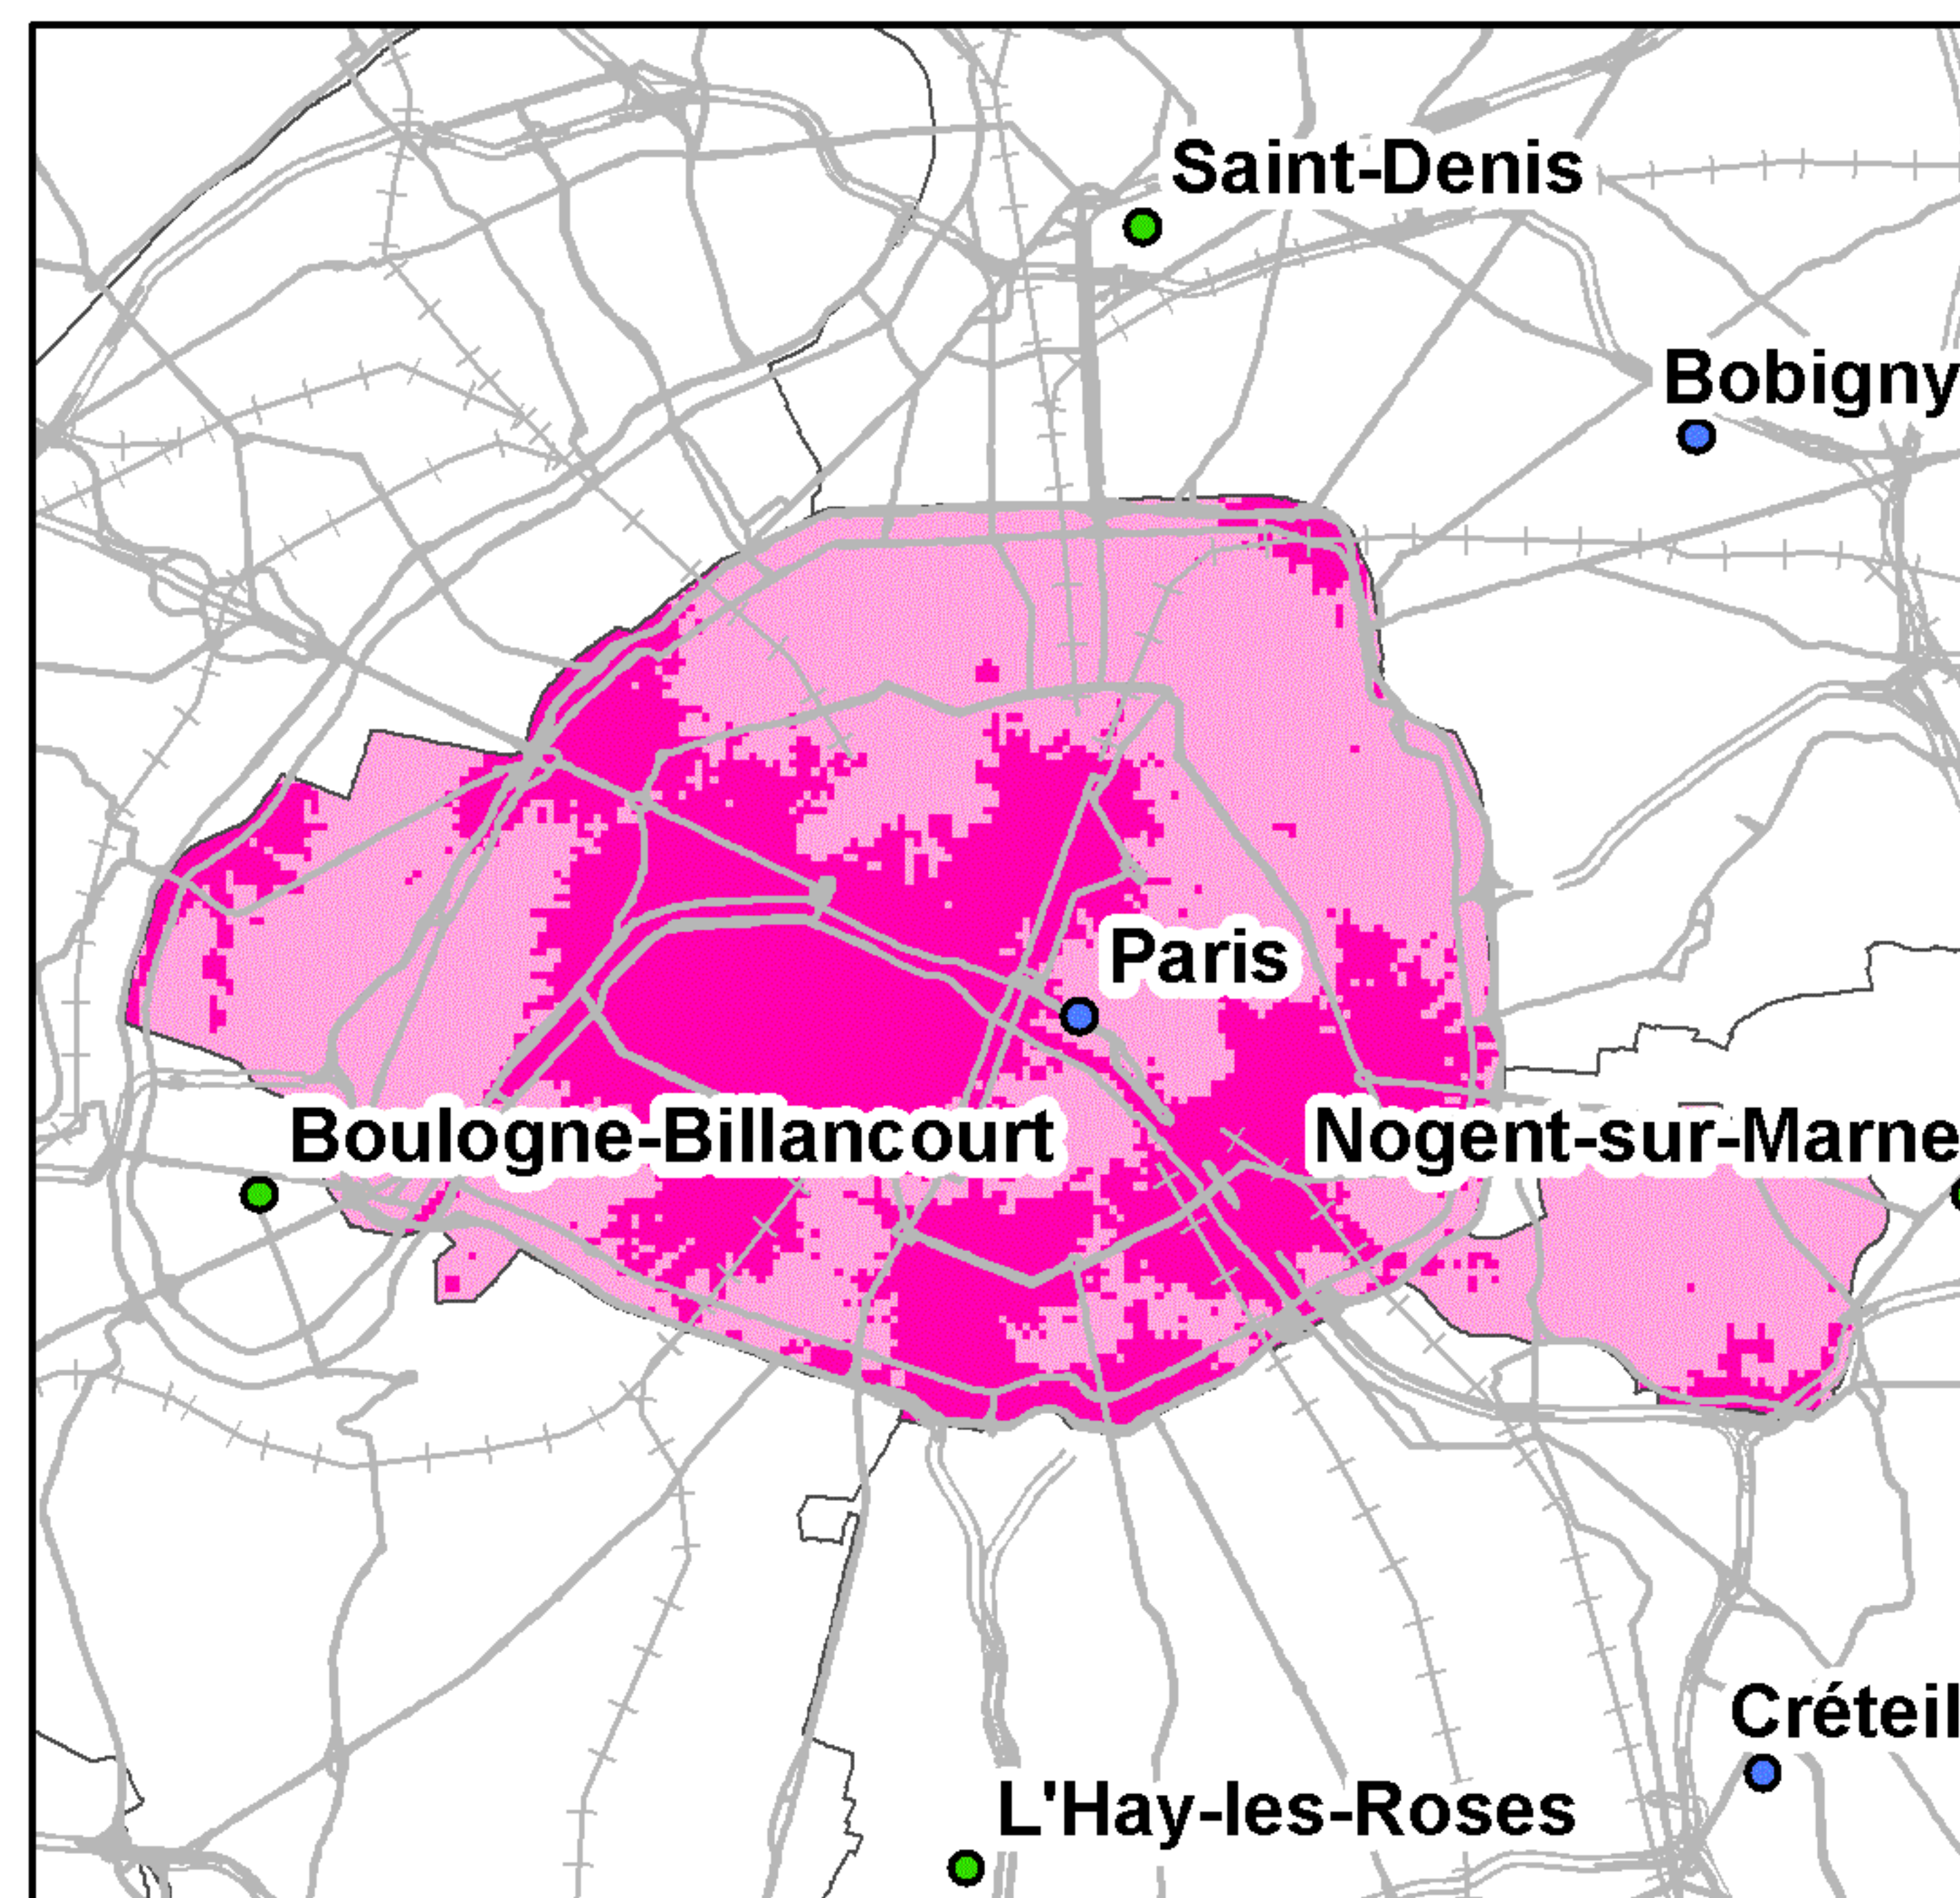 Saint-Denis
Bobigny
Paris
Boulogne-Billancourt
Nogent-sur-Marne
Créteil
L'Hay-les-Roses